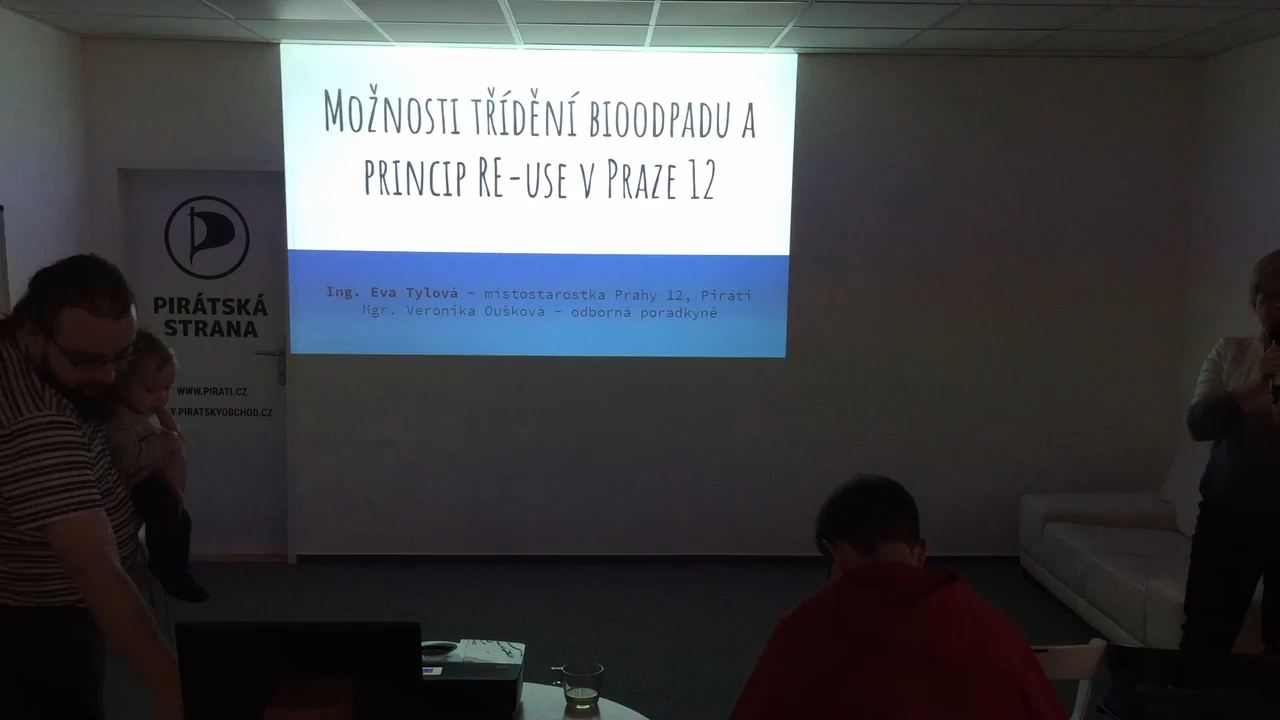 Možnosti třídění bioodpadu a
princip RE-use v Praze 12
Ing. Eva Tylová – místostarostka Prahy 12, Piráti
Mgr. Veronika Oušková – odborná poradkyně
PIRÁTSKÁ
STRANA
WWW.PIRATI.CZ
W.PIRATSKYOBCHOD.CZ